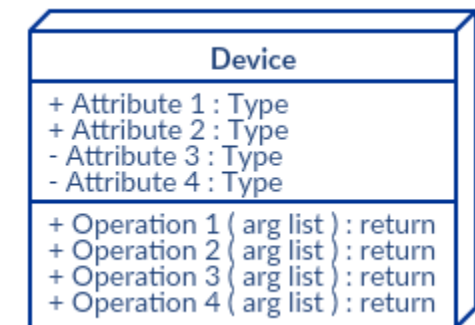 Device
+ Attribute 1 : Type
+ Attribute 2 : Type
- Attribute 3 : Type
- Attribute 4 : Type
+ Operation 1 ( arg list ) : return
+ Operation 2 ( arg list ) : return
+ Operation 3 ( arg list ) : return
+ Operation 4 ( arg list ) : return